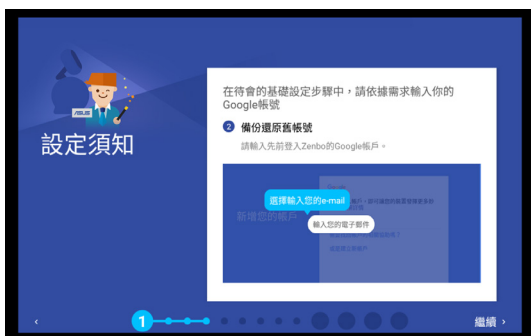 ASUS
設定須知
在待會的基礎設定步驟中，請依據需求輸入你的
Google帳號
2 備份還原舊帳號
請輸入先前登入Zenbo的Google帳戶。
選擇輸入您的e-mail
新增您的帳戶
輸入您的電子郵件
1
繼續